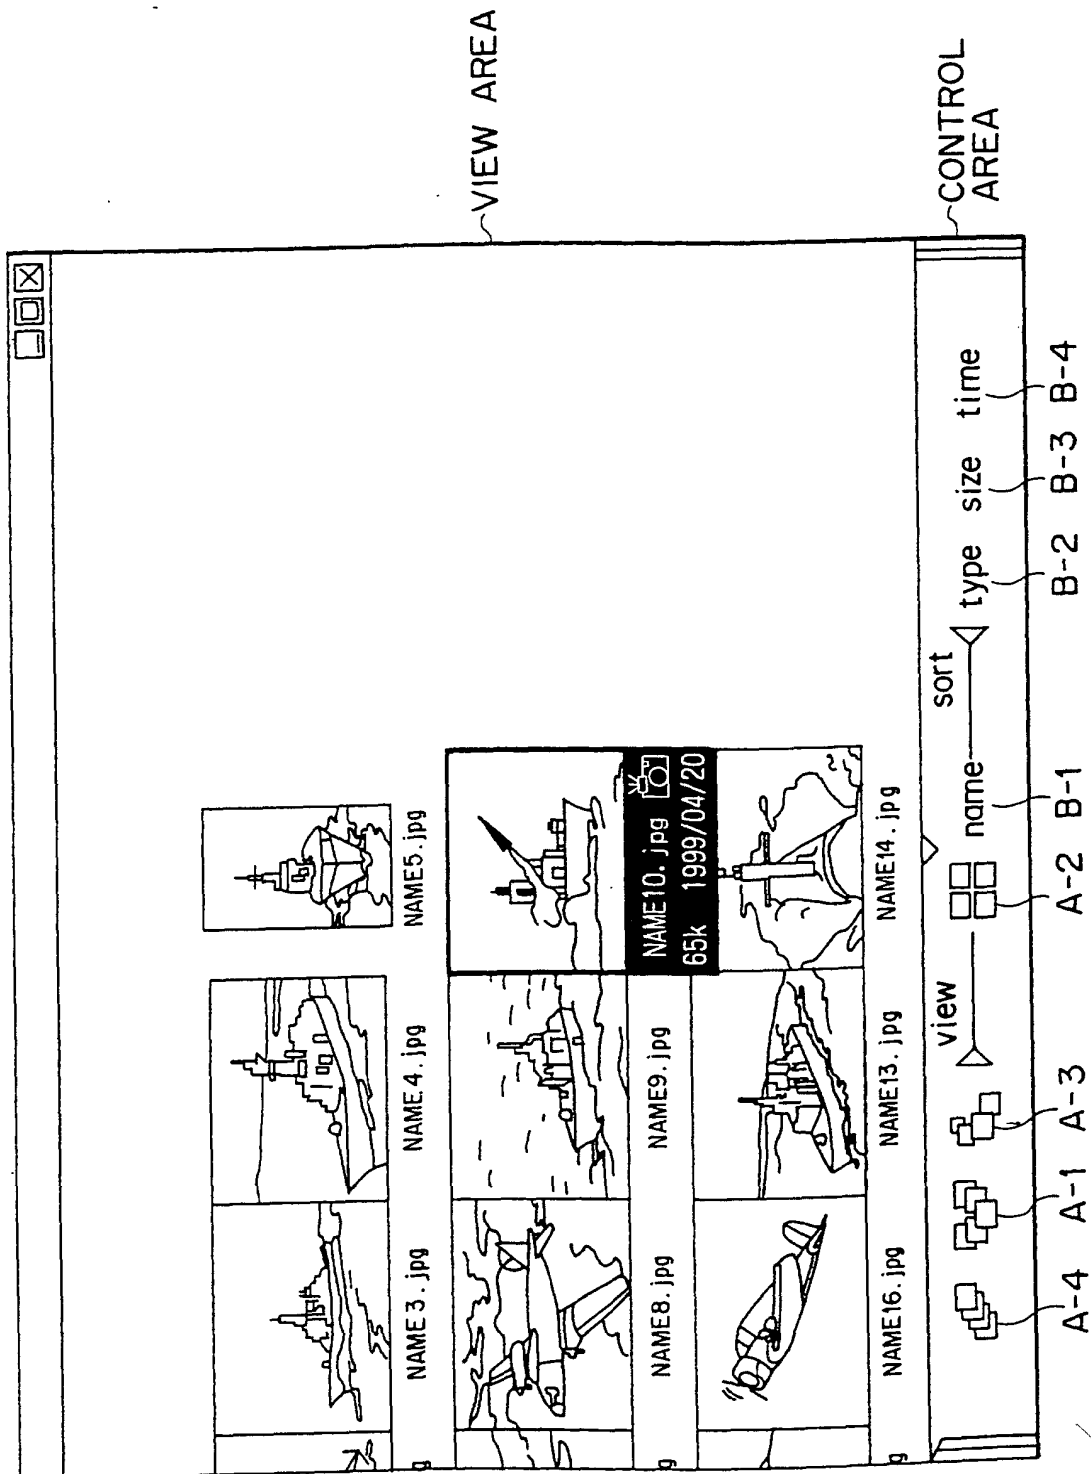 VIEW AREA
NAME3.jpg
NAME.4.jpg
NAME5.jpg
NAME8.jpg
NAME9.jpg
NAME10.jpg
65k 1999/04/20
NAME16.jpg
NAME13.jpg
NAME14.jpg
g
g
g
CONTROL
AREA
view
sort
name
type
size
time
A-4
A-1
A-3
A-2
B-1
B-2
B-3
B-4